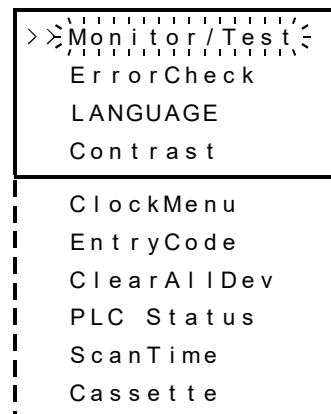 >>Monitor/Test
ErrorCheck
LANGUAGE
Contrast
ClockMenu
EntryCode
ClearAllDev
PLC Status
ScanTime
Cassette